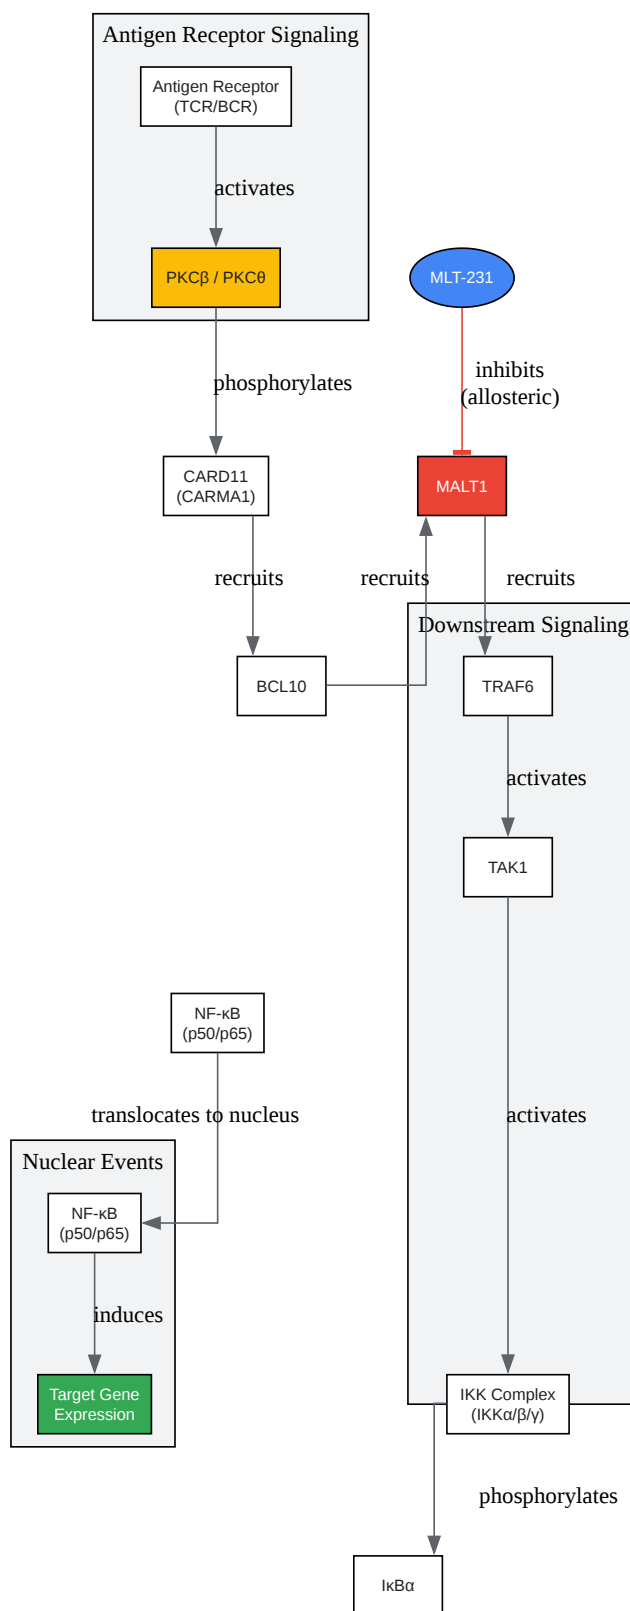 Antigen Receptor Signaling
Antigen Receptor
(TCR/BCR)
activates
PKCβ / PKCθ
MLT-231
phosphorylates
inhibits
(allosteric)
CARD11
(CARMA1)
MALT1
recruits
recruits
recruits
Downstream Signaling
BCL10
TRAF6
activates
TAK1
NF-κB
(p50/p65)
translocates to nucleus
activates
Nuclear Events
NF-κB
(p50/p65)
induces
Target Gene
Expression
IKK Complex
(IKKα/β/γ)
phosphorylates
IκBα